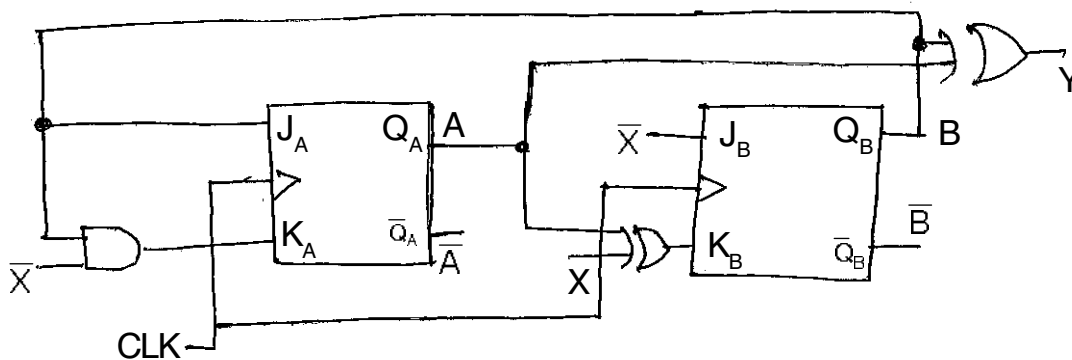 Y
J_A Q_A A
X̅ J_B Q_B B
K_A Q̅_A A̅
X̅
X K_B Q̅_B B̅
CLK